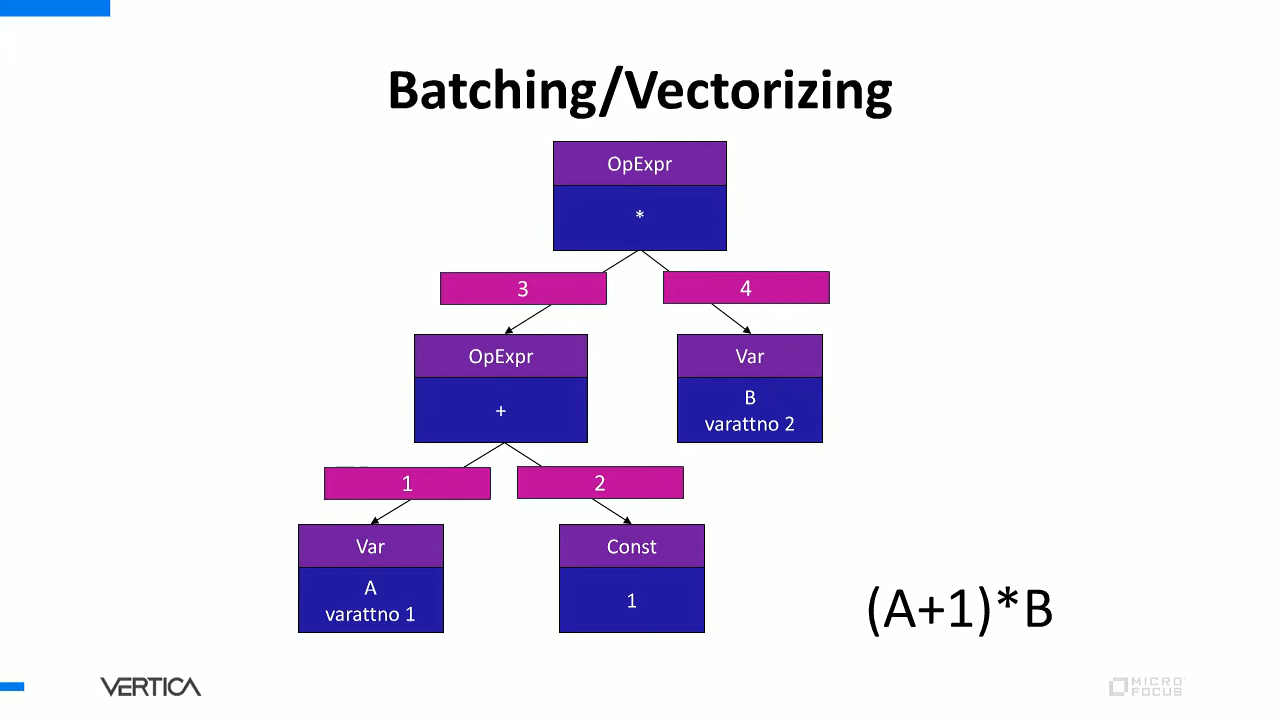 Batching/Vectorizing
OpExpr
*
3
4
OpExpr
+
Var
B
varattno 2
1
2
Var
A
varattno 1
Const
1
(A+1)*B
VERTICA
MICRO
FOCUS